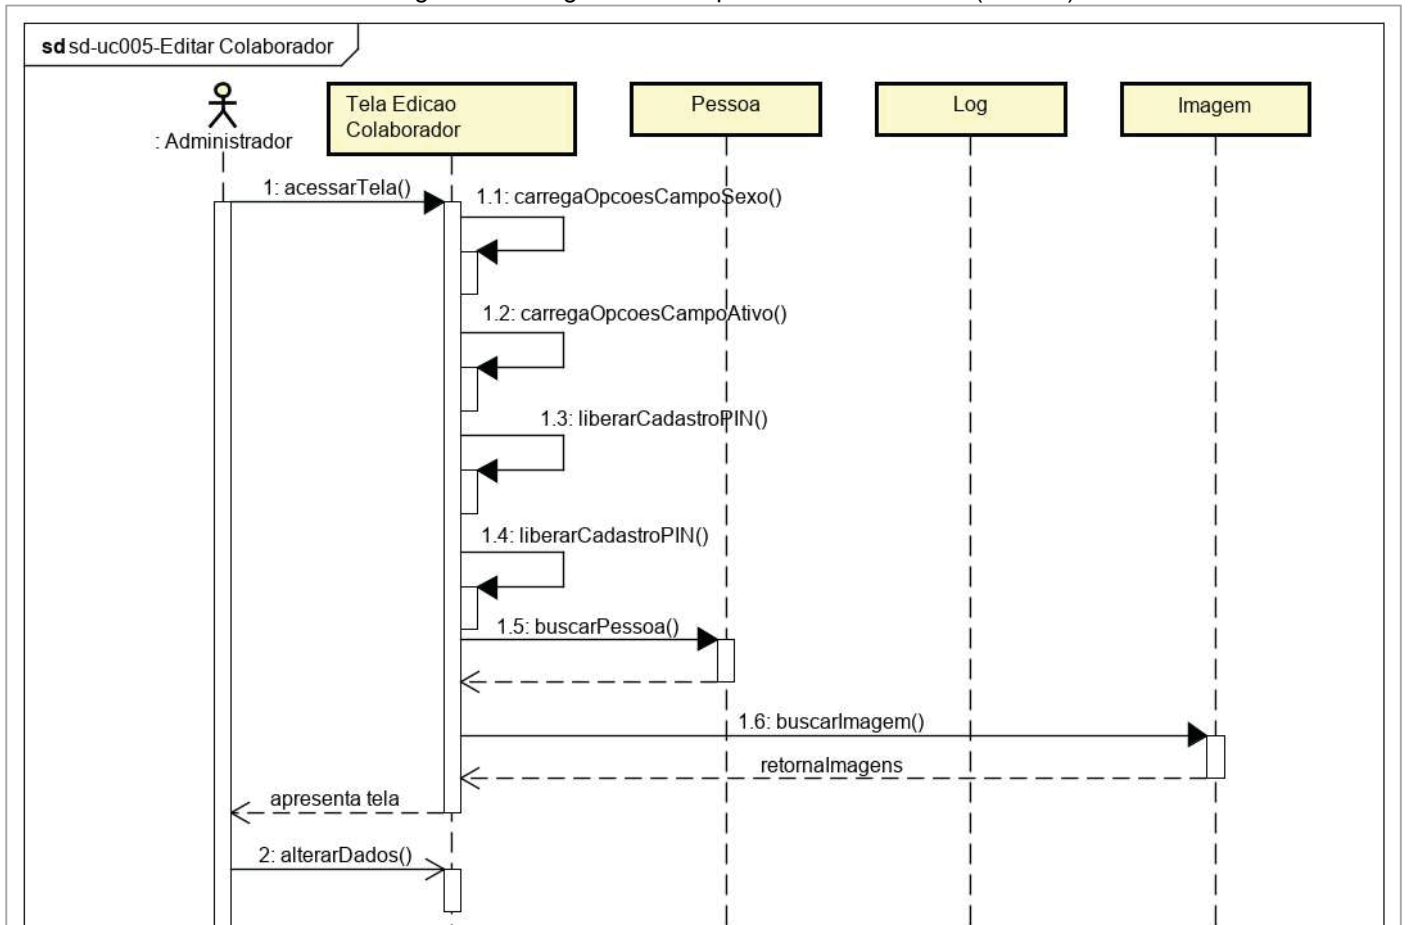 sd sd-uc005-Editar Colaborador
: Administrador
Tela Edicao
Colaborador
Pessoa
Log
Imagem
1: acessarTela()
1.1: carregaOpcoesCampoSexo()
1.2: carregaOpcoesCampoAtivo()
1.3: liberarCadastroPIN()
1.4: liberarCadastroPIN()
1.5: buscarPessoa()
1.6: buscarImagem()
retornaImagens
apresenta tela
2: alterarDados()